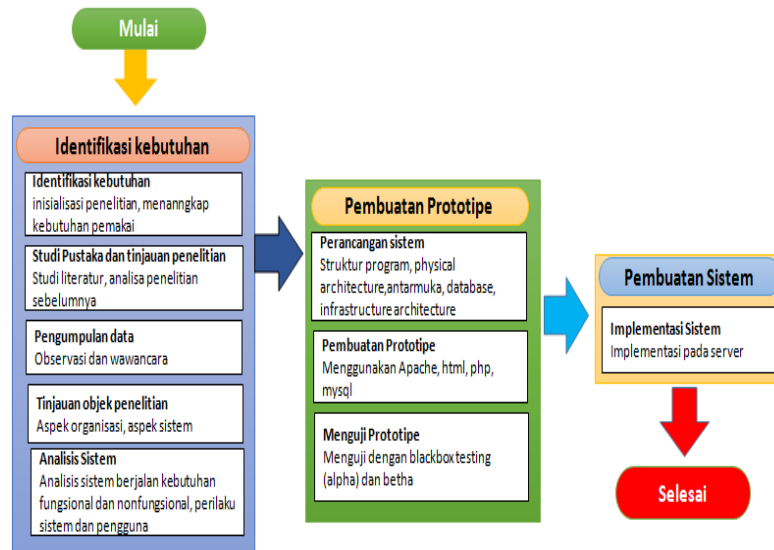 Mulai
Identifikasi kebutuhan
Identifikasi kebutuhan
inisialisasi penelitian, menanngkap
kebutuhan pemakai
Studi Pustaka dan tinjauan penelitian
Studi literatur, analisa penelitian
sebelumnya
Pengumpulan data
Observasi dan wawancara
Tinjauan objek penelitian
Aspek organisasi, aspek sistem
Analisis Sistem
Analisis sistem berjalan kebutuhan
fungsional dan nonfungsional, perilaku
sistem dan pengguna
Pembuatan Prototipe
Perancangan sistem
Struktur program, physical
architecture,antarmuka, database,
infrastructure architecture
Pembuatan Prototipe
Menggunakan Apache, html, php,
mysql
Menguji Prototipe
Menguji dengan blackbox testing
(alpha) dan betha
Pembuatan Sistem
Implementasi Sistem
Implementasi pada server
Selesai